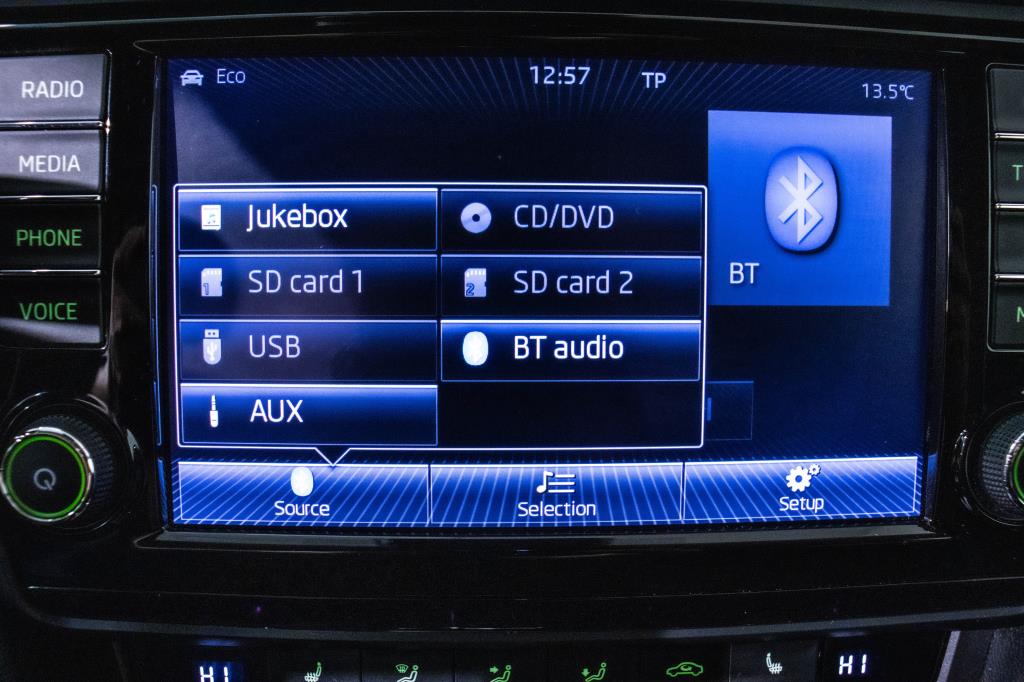 Eco 12:57 TP 13.5°C
RADIO
MEDIA
PHONE
VOICE
Jukebox CD/DVD
SD card 1 SD card 2
USB BT audio
AUX
BT
Source Selection Setup
HI HI